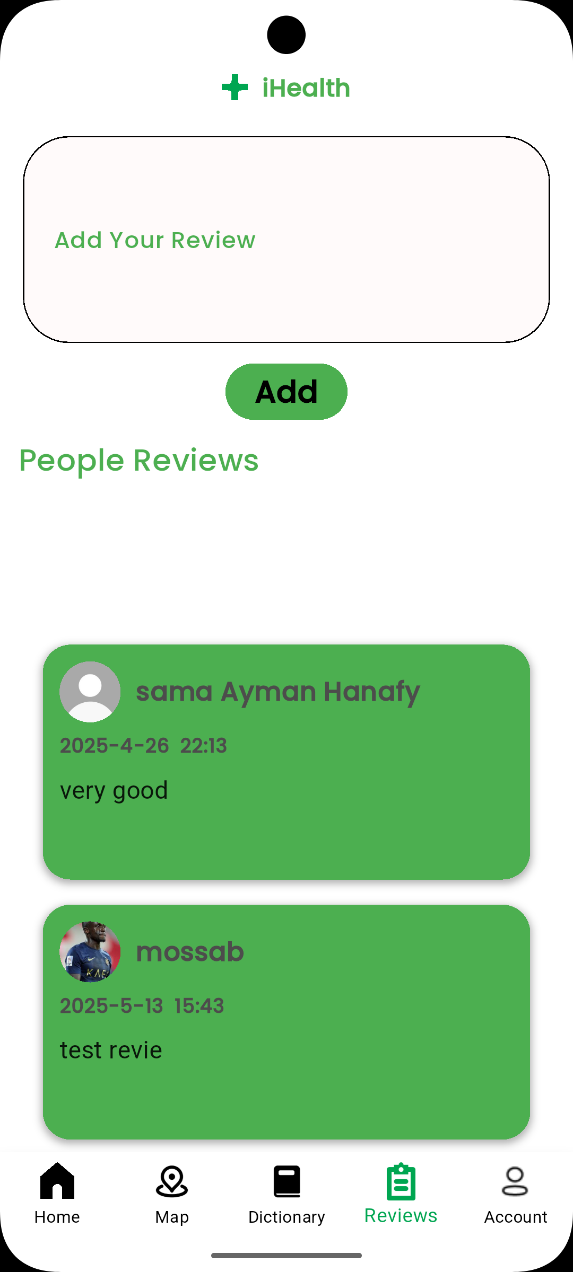 iHealth
Add Your Review
Add
People Reviews
sama Ayman Hanafy
2025-4-26 22:13
very good
mossab
2025-5-13 15:43
test revie
Home Map Dictionary Reviews Account